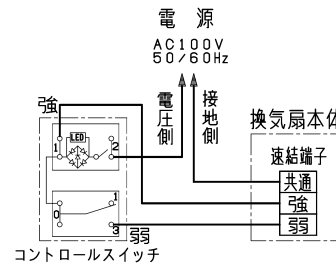 電 源
AC100V
50/60Hz
電圧側
接地側
強
LED
1
2
0
1
3
弱
コントロールスイッチ
換気扇本体
速結端子
共通
強
弱